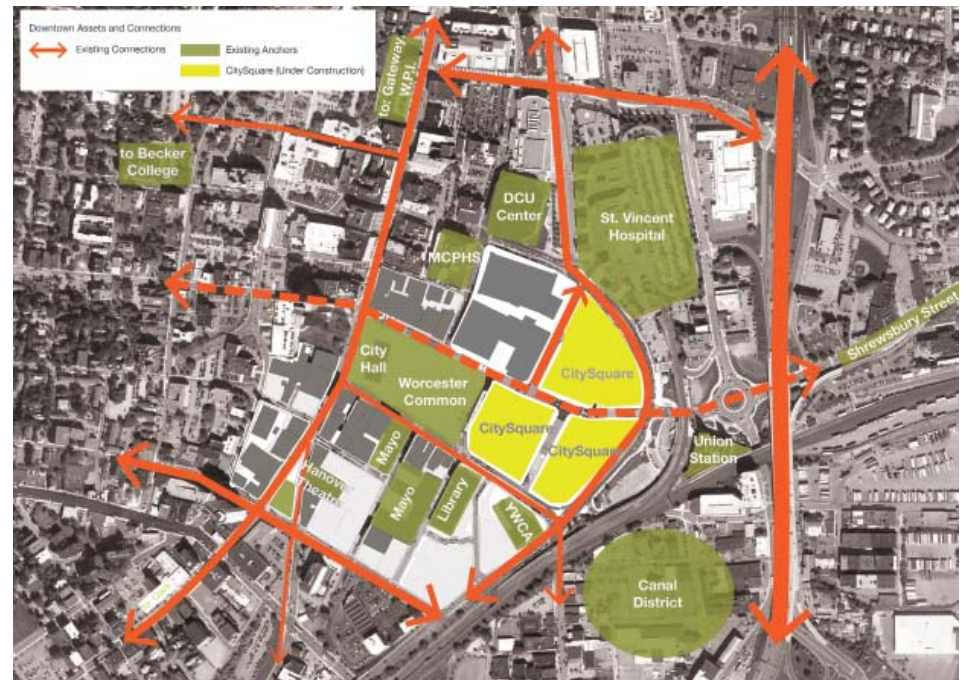 Downtown Assets and Connections
Existing Connections
Existing Anchors
CitySquare (Under Construction)
to: Gateway
W.P.I.
to Becker
College
DCU
Center
St. Vincent
Hospital
MCPHS
Shrewsbury Street
City
Hall
Worcester
Common
CitySquare
CitySquare
CitySquare
Mayo
Union
Station
Hanover
Theatre
Mayo
Library
YWCA
Canal
District